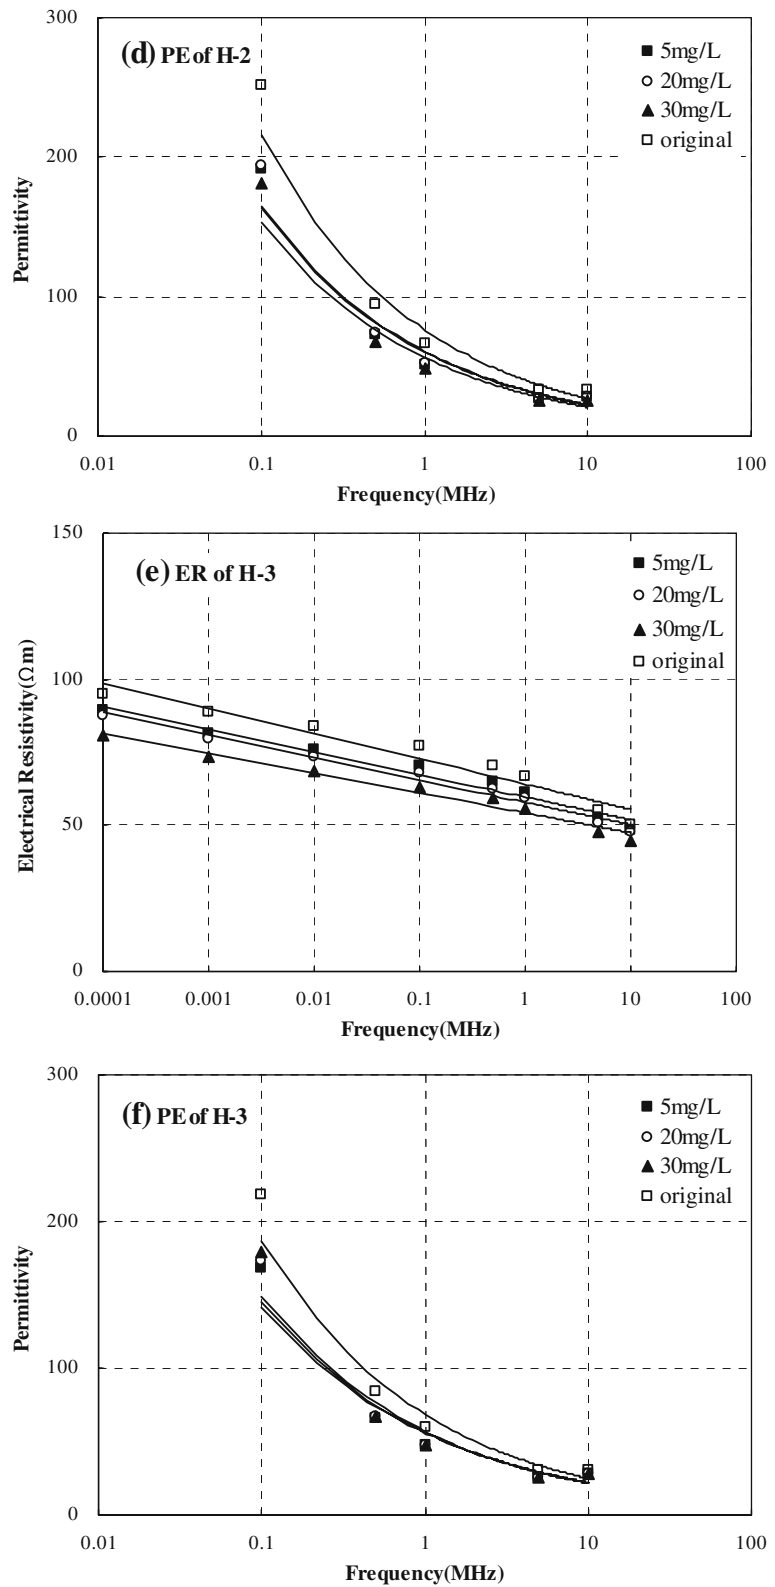 300
(d) PE of H-2
5mg/L
20mg/L
30mg/L
original
200
100
0
Permittivity
0.01
0.1
1
10
100
Frequency(MHz)
150
(e) ER of H-3
5mg/L
20mg/L
30mg/L
original
100
50
0
Electrical Resistivity(Ωm)
0.0001
0.001
0.01
0.1
1
10
100
Frequency(MHz)
300
(f) PE of H-3
5mg/L
20mg/L
30mg/L
original
200
100
0
Permittivity
0.01
0.1
1
10
100
Frequency(MHz)